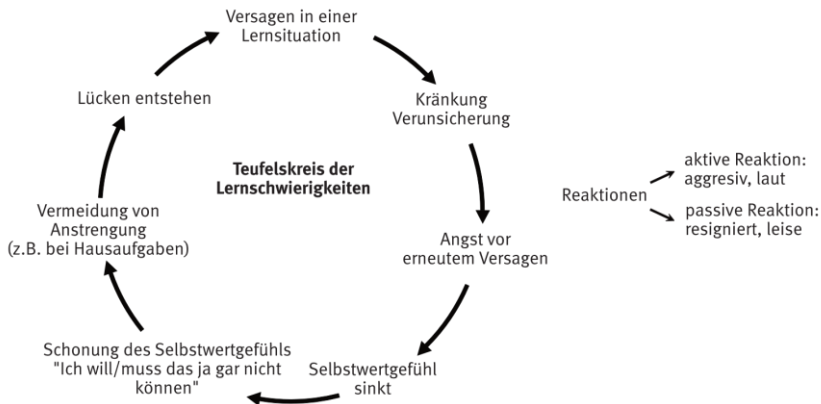 Versagen in einer
Lernsituation
Kränkung
Verunsicherung
Angst vor
erneutem Versagen
Selbstwertgefühl
sinkt
Schonung des Selbstwertgefühls
"Ich will/muss das ja gar nicht
können"
Vermeidung von
Anstrengung
(z.B. bei Hausaufgaben)
Lücken entstehen
Teufelskreis der
Lernschwierigkeiten
Reaktionen
aktive Reaktion:
aggresiv, laut
passive Reaktion:
resigniert, leise